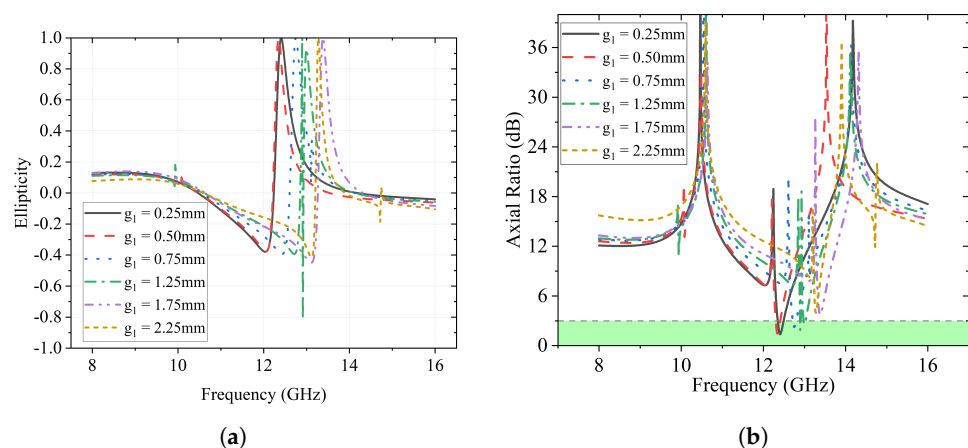 1.0
0.8
0.6
0.4
0.2
0.0
-0.2
-0.4
-0.6
-0.8
-1.0
Ellipticity
g1 = 0.25mm
g1 = 0.50mm
g1 = 0.75mm
g1 = 1.25mm
g1 = 1.75mm
g1 = 2.25mm
8 10 12 14 16
Frequency (GHz)
(a)
36
30
24
18
12
6
0
Axial Ratio (dB)
g1 = 0.25mm
g1 = 0.50mm
g1 = 0.75mm
g1 = 1.25mm
g1 = 1.75mm
g1 = 2.25mm
8 10 12 14 16
Frequency (GHz)
(b)